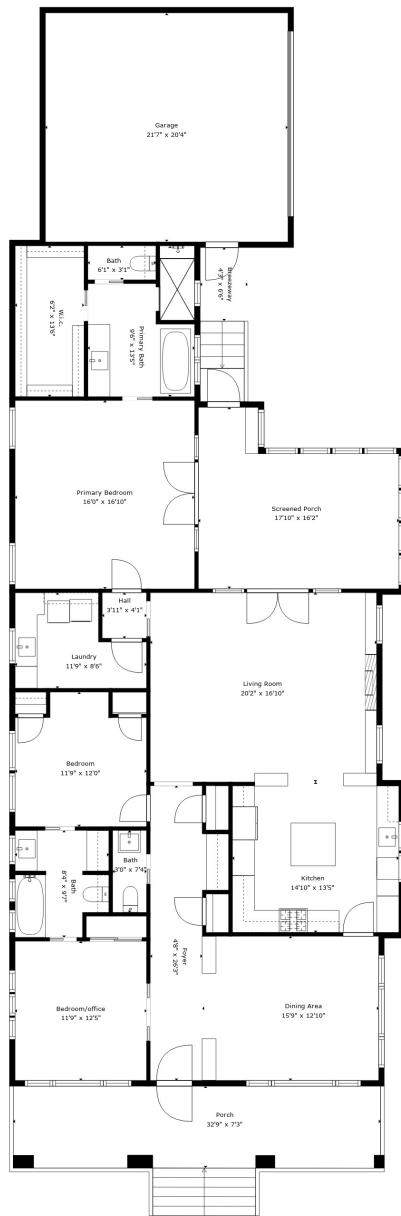 Garage
21'7" x 20'4"
Bath
6'1" x 3'1"
Breezeway
4'3" x 6'6"
W.i.c.
6'2" x 13'6"
Primary Bath
9'6" x 13'5"
Primary Bedroom
16'0" x 16'10"
Screened Porch
17'10" x 16'2"
Hall
3'11" x 4'1"
Laundry
11'9" x 8'6"
Living Room
20'2" x 16'10"
Bedroom
11'9" x 12'0"
Bath
3'0" x 7'4"
Bath
8'4" x 9'7"
Kitchen
14'10" x 13'5"
Foyer
4'8" x 26'3"
Bedroom/office
11'9" x 12'5"
Dining Area
15'9" x 12'10"
Porch
32'9" x 7'3"